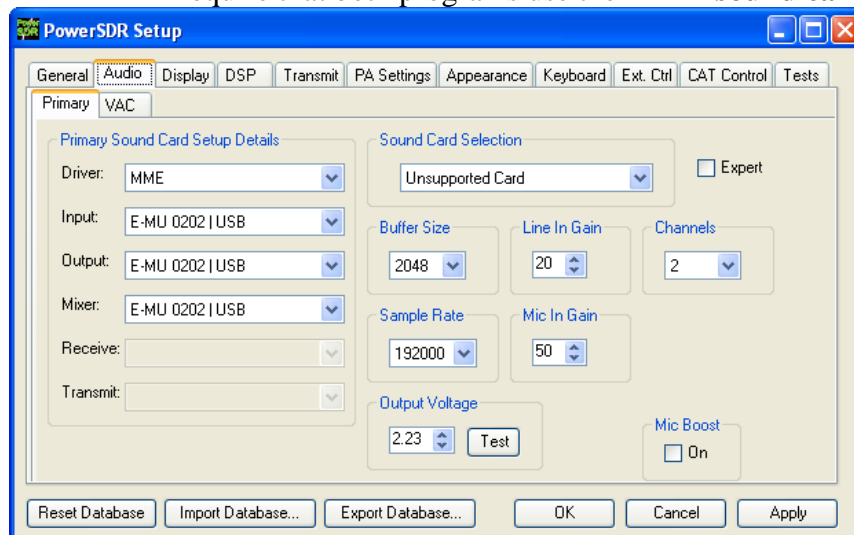 PowerSDR Setup
General Audio Display DSP Transmit PA Settings Appearance Keyboard Ext. Ctrl CAT Control Tests
Primary VAC
Primary Sound Card Setup Details
Driver: MME
Input: E-MU 0202 | USB
Output: E-MU 0202 | USB
Mixer: E-MU 0202 | USB
Receive:
Transmit:
Sound Card Selection
Unsupported Card
Expert
Buffer Size
2048
Line In Gain
20
Channels
2
Sample Rate
192000
Mic In Gain
50
Output Voltage
2.23 Test
Mic Boost
On
Reset Database Import Database... Export Database... OK Cancel Apply